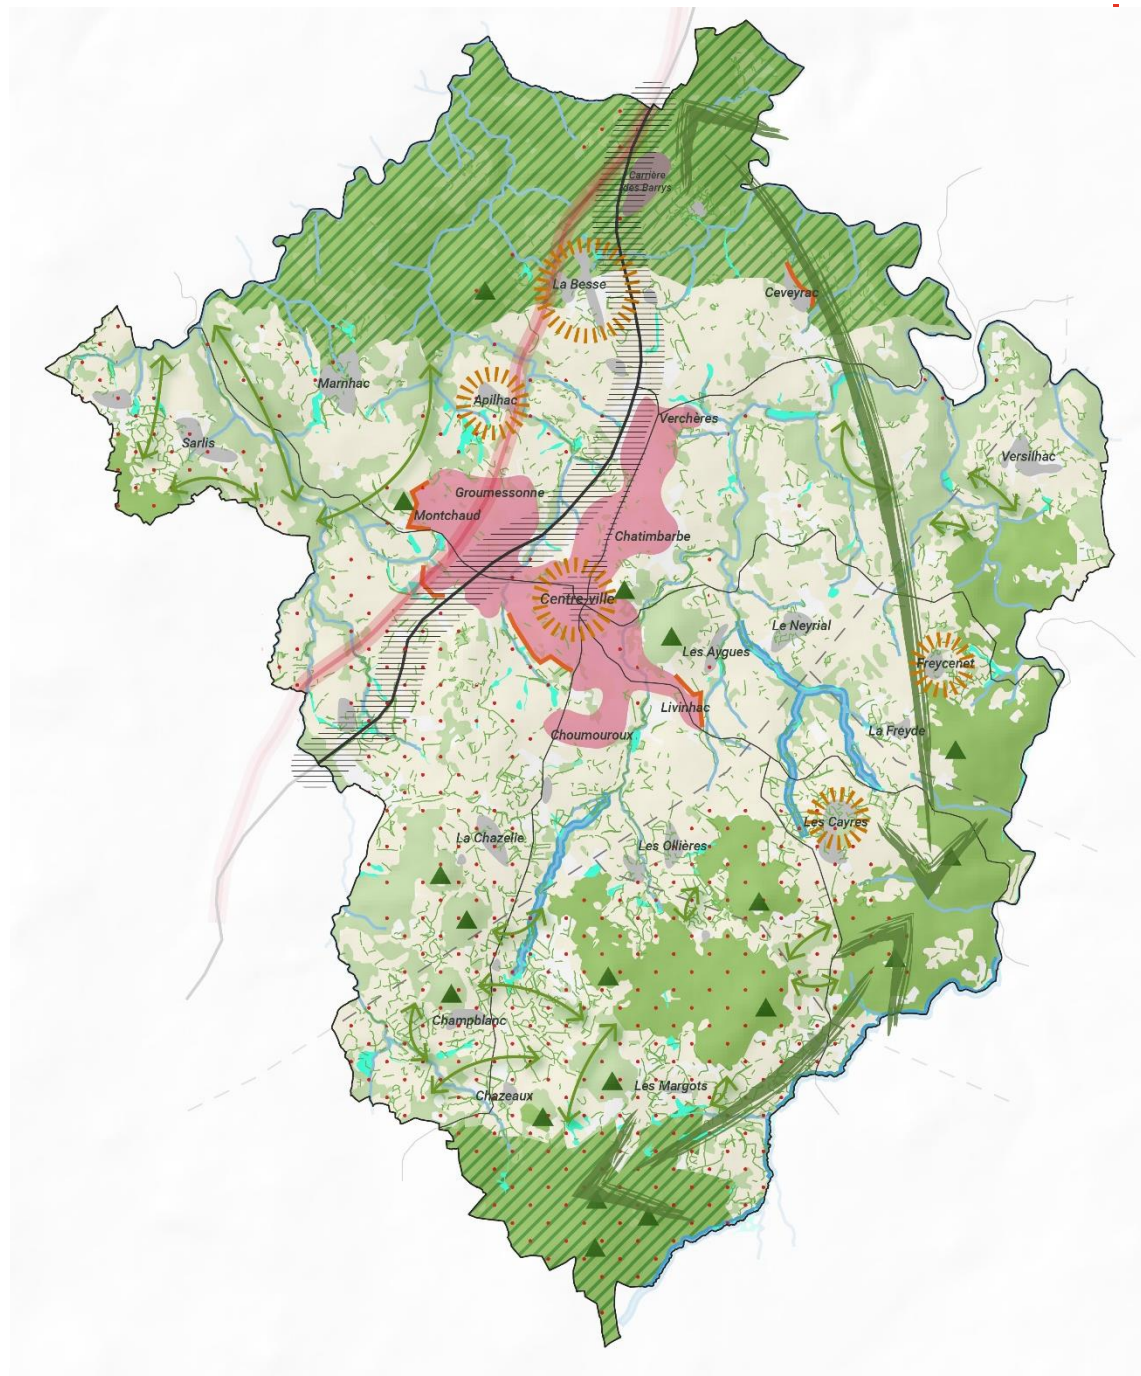 Carrière
des Barrys
La Besse
Ceveyrac
Marnhac
Apilhac
Verchères
Sarlis
Versilhac
Groumessonne
Montchaud
Chatimbarbe
Centre-ville
Le Neyrial
Les Aygues
Freycenet
Livinhac
La Freyde
Choumouroux
Les Cayres
La Chazelie
Les Ollières
Champblanc
Les Margots
Chazeaux